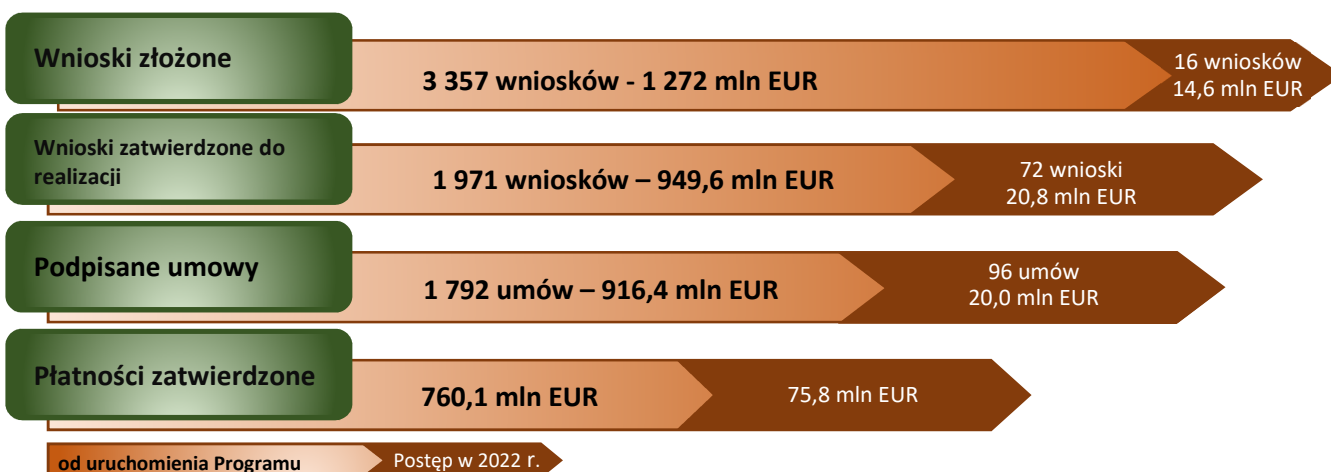 Wnioski złożone
3 357 wniosków - 1 272 mln EUR
16 wniosków
14,6 mln EUR
Wnioski zatwierdzone do
realizacji
1 971 wniosków – 949,6 mln EUR
72 wnioski
20,8 mln EUR
Podpisane umowy
1 792 umów – 916,4 mln EUR
96 umów
20,0 mln EUR
Płatności zatwierdzone
760,1 mln EUR
75,8 mln EUR
od uruchomienia Programu
Postęp w 2022 r.